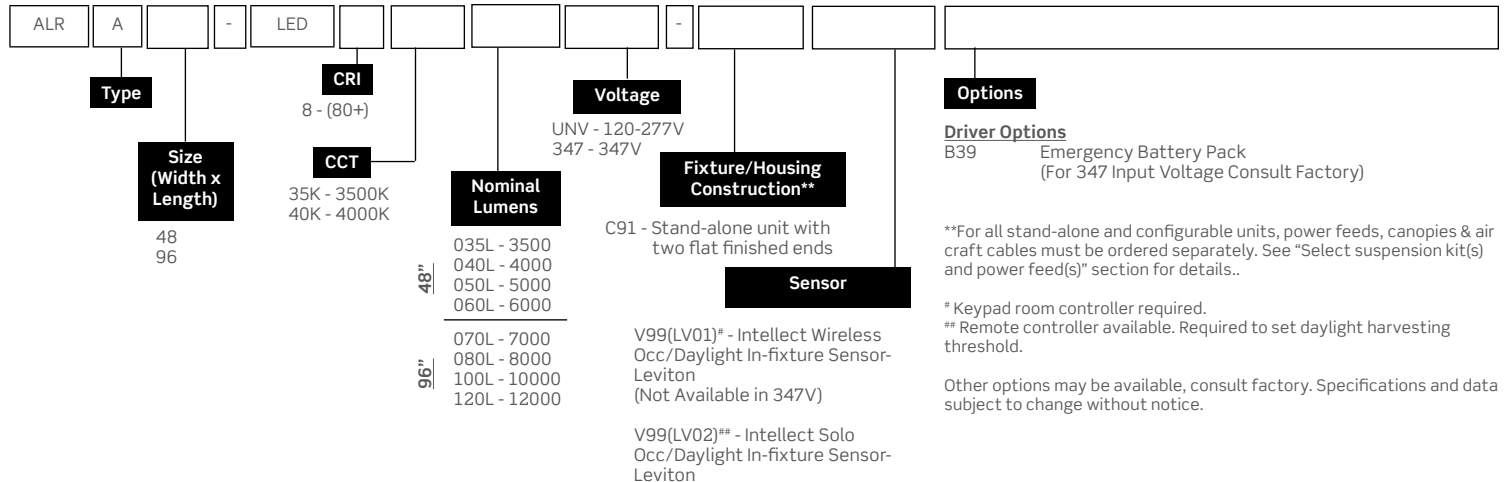 ALR A - LED -
Type
Size
(Width x
Length)
48
96
CRI
8 - (80+)
CCT
35K - 3500K
40K - 4000K
Nominal
Lumens
48”
035L - 3500
040L - 4000
050L - 5000
060L - 6000
96”
070L - 7000
080L - 8000
100L - 10000
120L - 12000
Voltage
UNV - 120-277V
347 - 347V
Fixture/Housing
Construction**
C91 - Stand-alone unit with
two flat finished ends
Sensor
V99(LV01)# - Intellect Wireless
Occ/Daylight In-fixture Sensor-
Leviton
(Not Available in 347V)
V99(LV02)## - Intellect Solo
Occ/Daylight In-fixture Sensor-
Leviton
Options
Driver Options
B39 Emergency Battery Pack
(For 347 Input Voltage Consult Factory)
**For all stand-alone and configurable units, power feeds, canopies & air
craft cables must be ordered separately. See “Select suspension kit(s)
and power feed(s)” section for details..
# Keypad room controller required.
## Remote controller available. Required to set daylight harvesting
threshold.
Other options may be available, consult factory. Specifications and data
subject to change without notice.